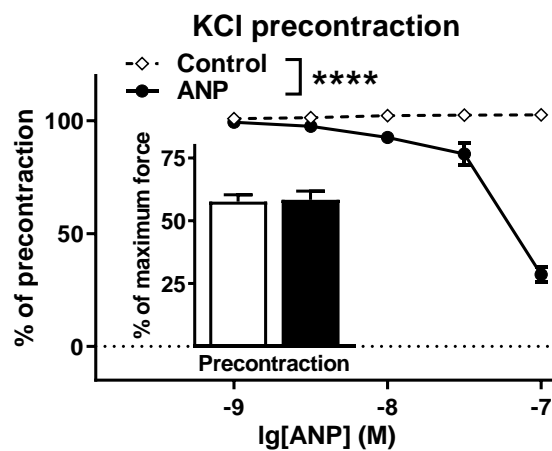 KCl precontraction
Control
ANP
****
% of precontraction
100
50
0
% of maximum force
75
50
25
Precontraction
-9
-8
-7
lg[ANP] (M)